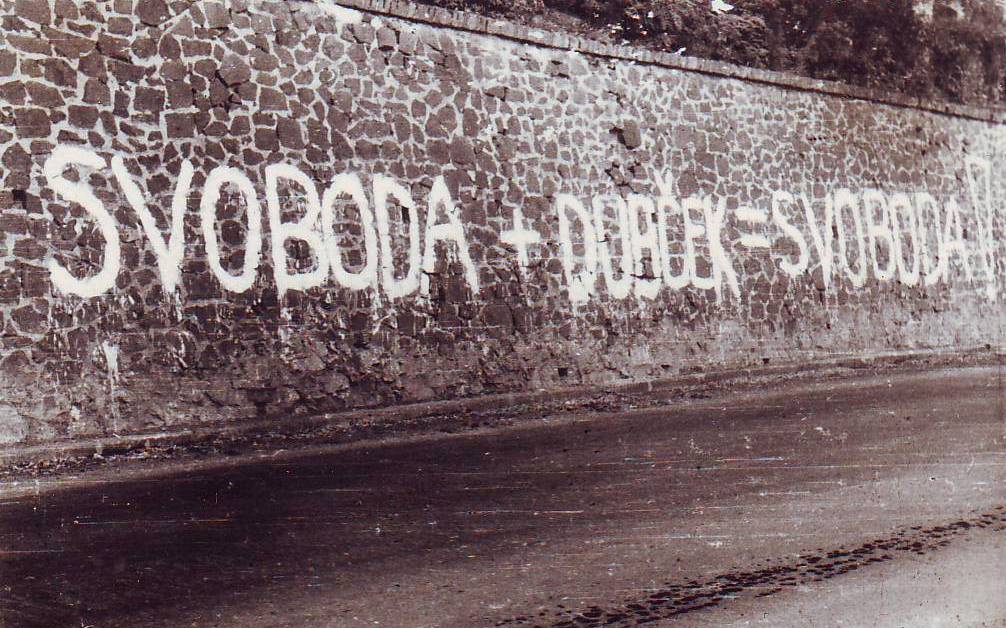 SVOBODA + DUBČEK = SVOBODA